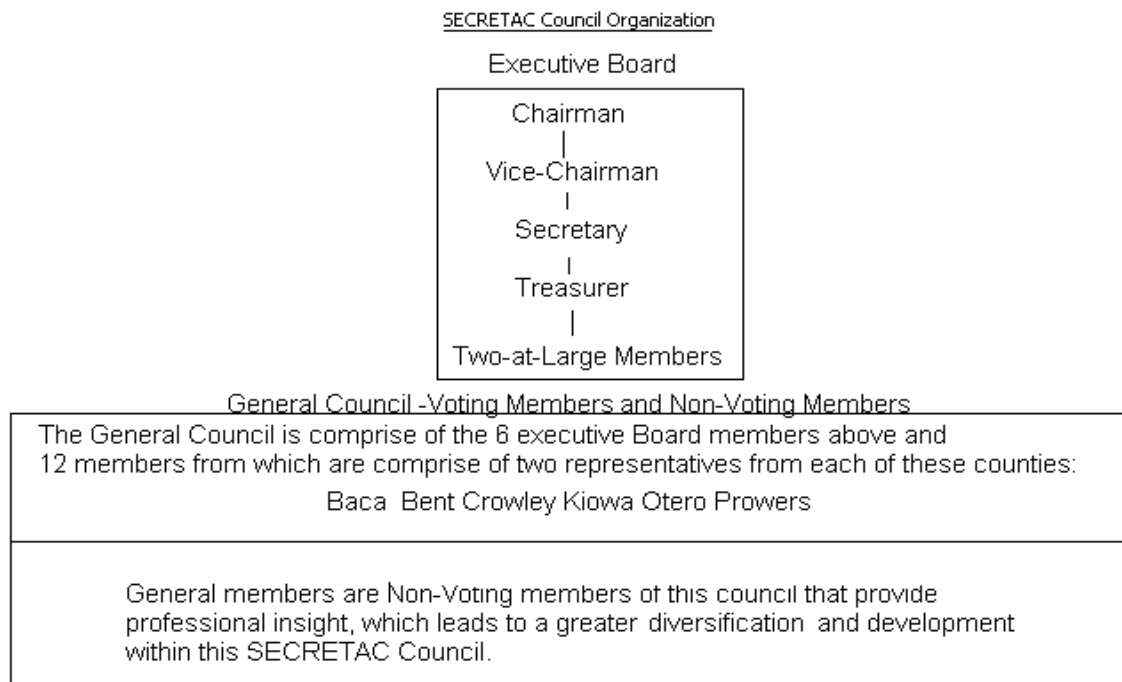 SECRETAC Council Organization
Executive Board
Chairman
Vice-Chairman
Secretary
Treasurer
Two-at-Large Members
General Council -Voting Members and Non-Voting Members
The General Council is comprise of the 6 executive Board members above and
12 members from which are comprise of two representatives from each of these counties:
Baca Bent Crowley Kiowa Otero Prowers
General members are Non-Voting members of this council that provide
professional insight, which leads to a greater diversification and development
within this SECRETAC Council.